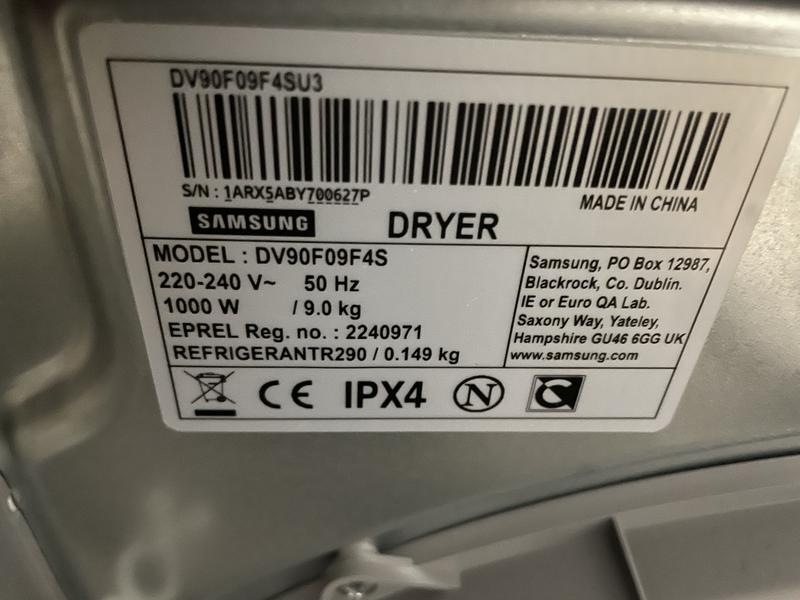 DV90F09F4SU3
S/N : 1ARX5ABY700627P
MADE IN CHINA
SAMSUNG DRYER
MODEL : DV90F09F4S
220-240 V~ 50 Hz
1000 W / 9.0 kg
EPREL Reg. no. : 2240971
REFRIGERANTR290 / 0.149 kg
Samsung, PO Box 12987,
Blackrock, Co. Dublin.
IE or Euro QA Lab.
Saxony Way, Yateley,
Hampshire GU46 6GG UK
www.samsung.com
CE IPX4 N